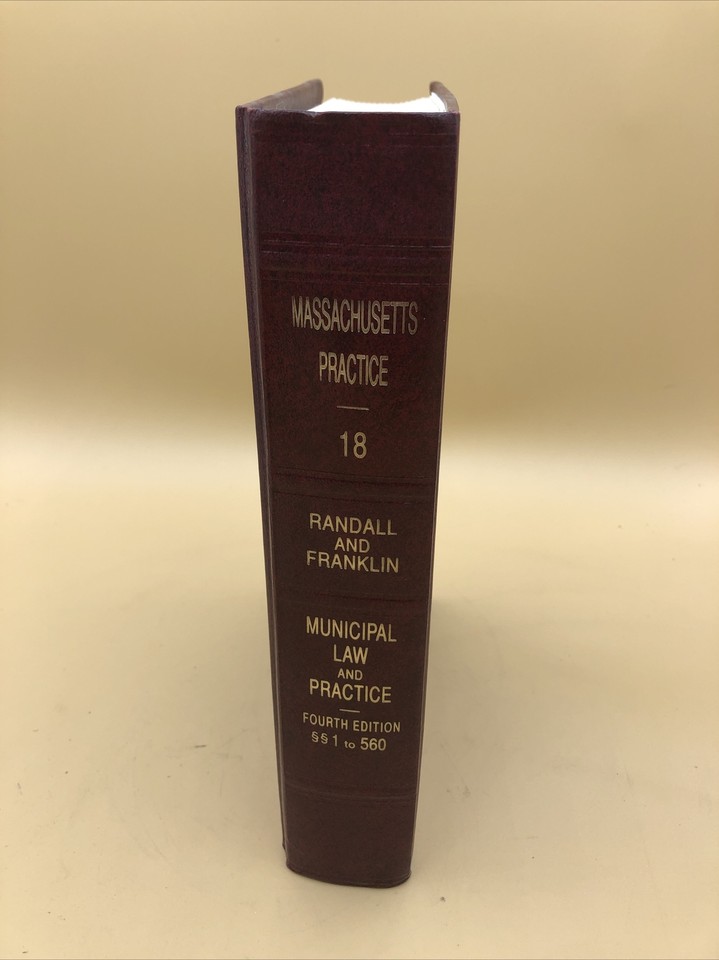 MASSACHUSETTS
PRACTICE
18
RANDALL
AND
FRANKLIN
MUNICIPAL
LAW
AND
PRACTICE
FOURTH EDITION
§§ 1 to 560